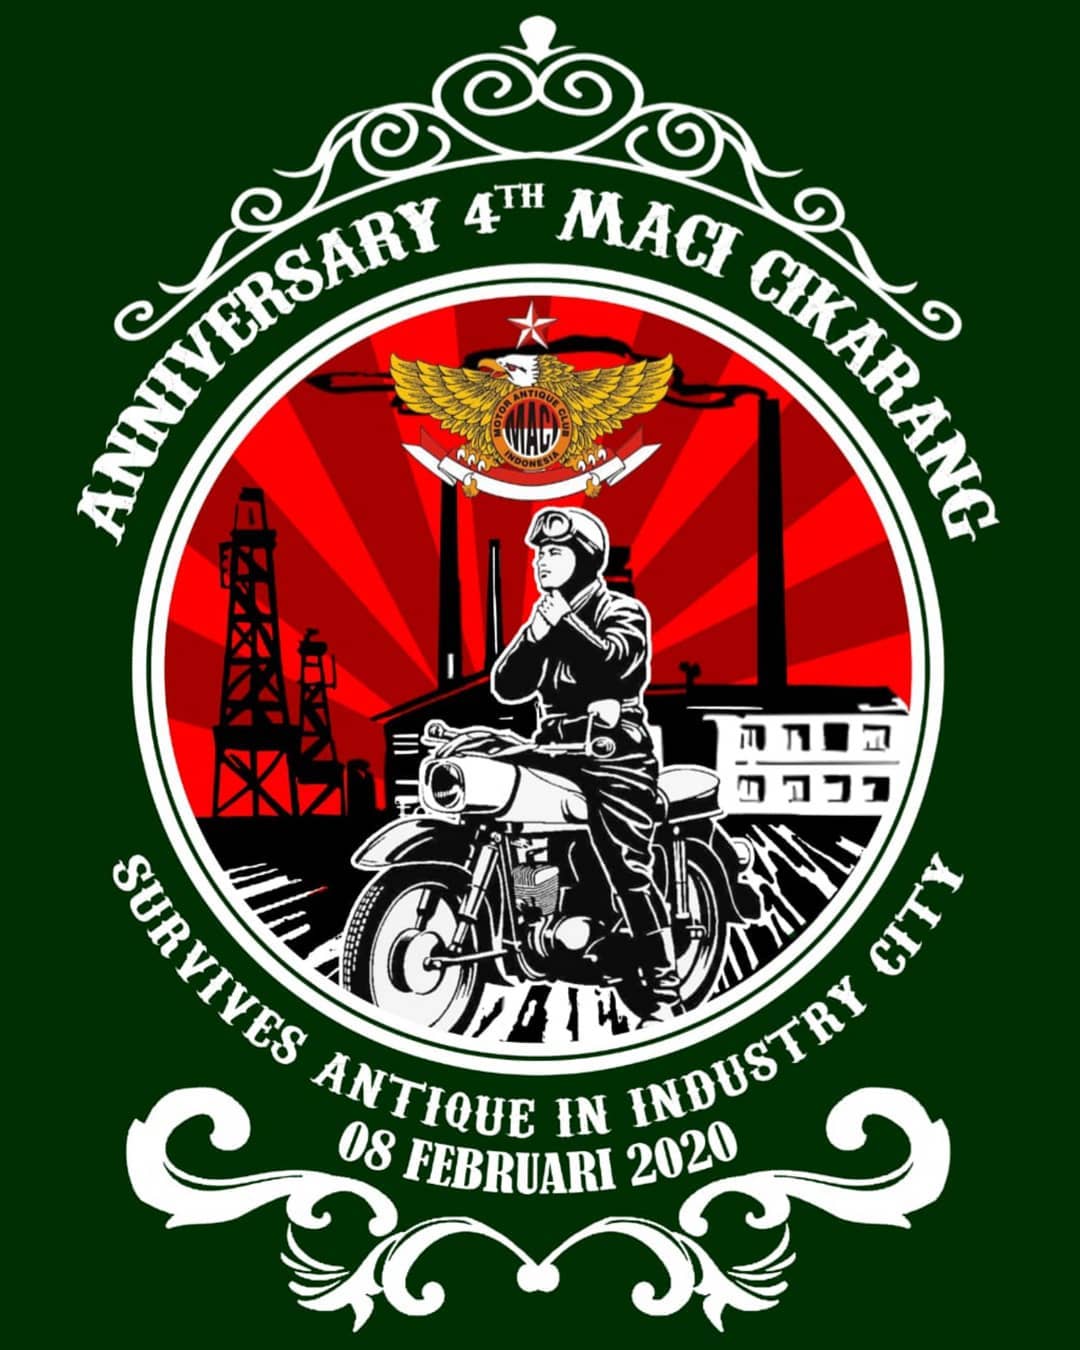 ANNIVERSARY 4TH MACI CIKARANG
MOTOR ANTIQUE CLUB
MACI
INDONESIA
SURVIVES ANTIQUE IN INDUSTRY CITY
08 FEBRUARI 2020